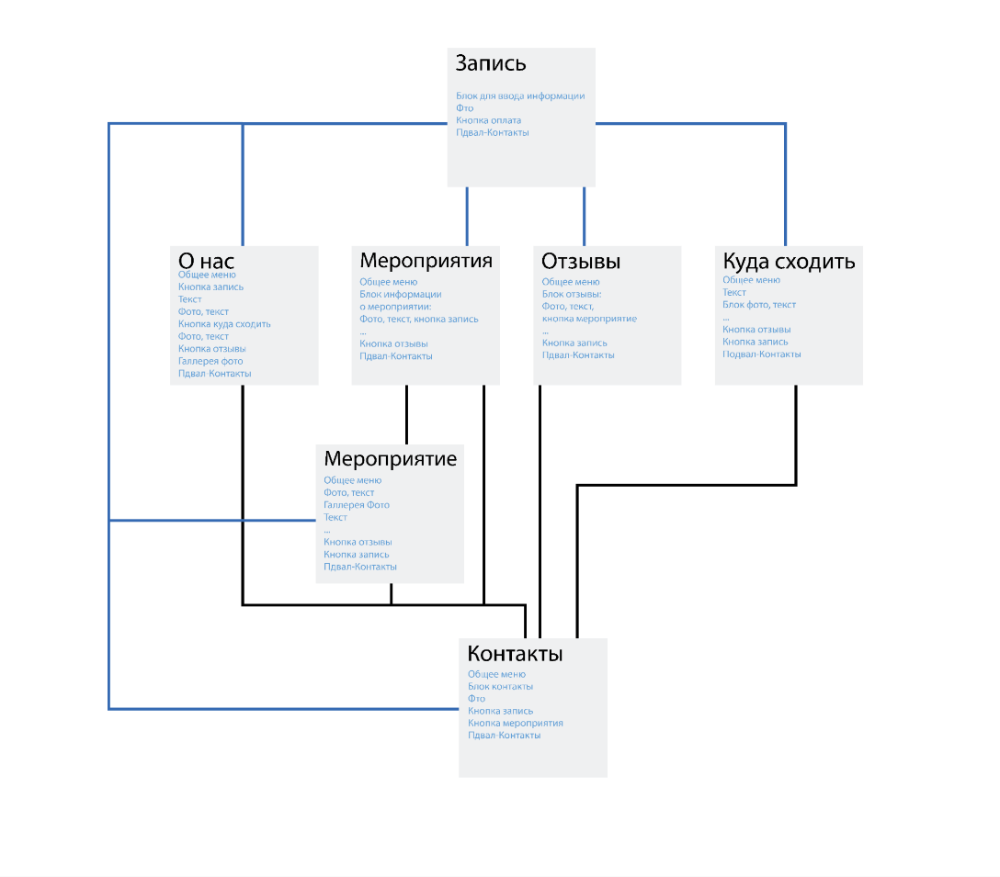 Запись
Блок для ввода информации
Фто
Кнопка оплата
Пдвал-Контакты
О нас
Общее меню
Кнопка запись
Текст
Фото, текст
Кнопка куда сходить
Фото, текст
Кнопка отзывы
Галлерея фото
Пдвал-Контакты
Мероприятия
Общее меню
Блок информации
о мероприятии:
Фото, текст, кнопка запись
...
Кнопка отзывы
Пдвал-Контакты
Отзывы
Общее меню
Блок отзывы:
Фото, текст,
кнопка мероприятие
...
Кнопка запись
Пдвал-Контакты
Куда сходить
Общее меню
Текст
Блок фото, текст
...
Кнопка отзывы
Кнопка запись
Подвал-Контакты
Мероприятие
Общее меню
Фото, текст
Галлерея Фото
Текст
...
Кнопка отзывы
Кнопка запись
Пдвал-Контакты
Контакты
Общее меню
Блок контакты
Фто
Кнопка запись
Кнопка мероприятия
Пдвал-Контакты